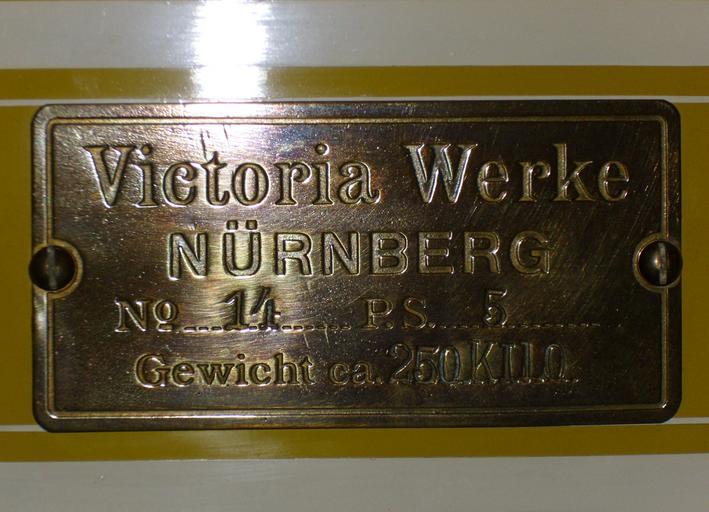 Victoria Werke
NÜRNBERG
No 14 P.S. 5
Gewicht ca. 250 KILO